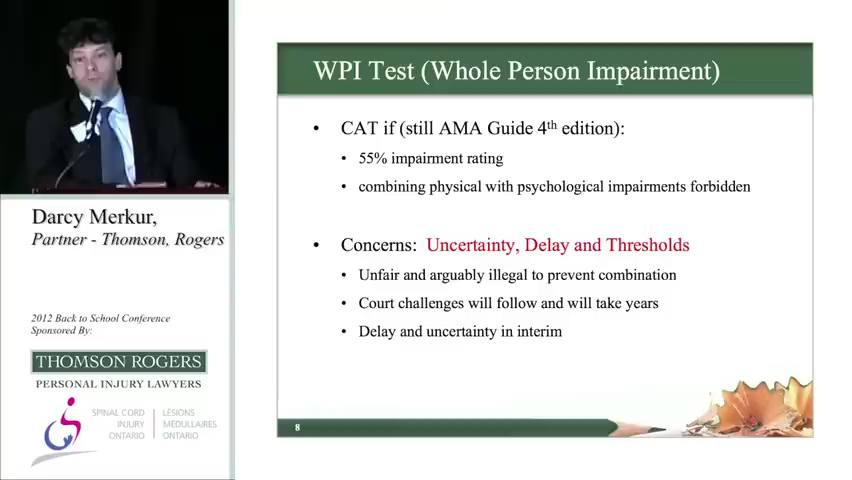 WPI Test (Whole Person Impairment)
• CAT if (still AMA Guide 4th edition):
• 55% impairment rating
• combining physical with psychological impairments forbidden
• Concerns: Uncertainty, Delay and Thresholds
• Unfair and arguably illegal to prevent combination
• Court challenges will follow and will take years
• Delay and uncertainty in interim
8
Darcy Merkur,
Partner - Thomson, Rogers
2012 Back to School Conference
Sponsored By:
THOMSON ROGERS
PERSONAL INJURY LAWYERS
SPINAL CORD
INJURY
ONTARIO
LÉSIONS
MÉDULLAIRES
ONTARIO